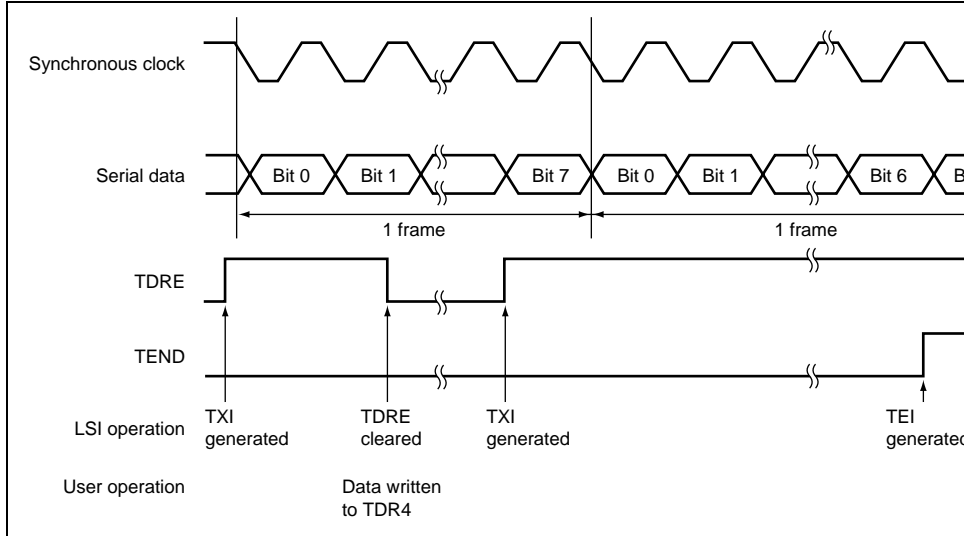 Synchronous clock
Serial data
Bit 0 Bit 1 Bit 7 Bit 0 Bit 1 Bit 6 B
1 frame 1 frame
TDRE
TEND
LSI operation
TXI generated
TDRE cleared
TXI generated
TEI generated
User operation
Data written
to TDR4